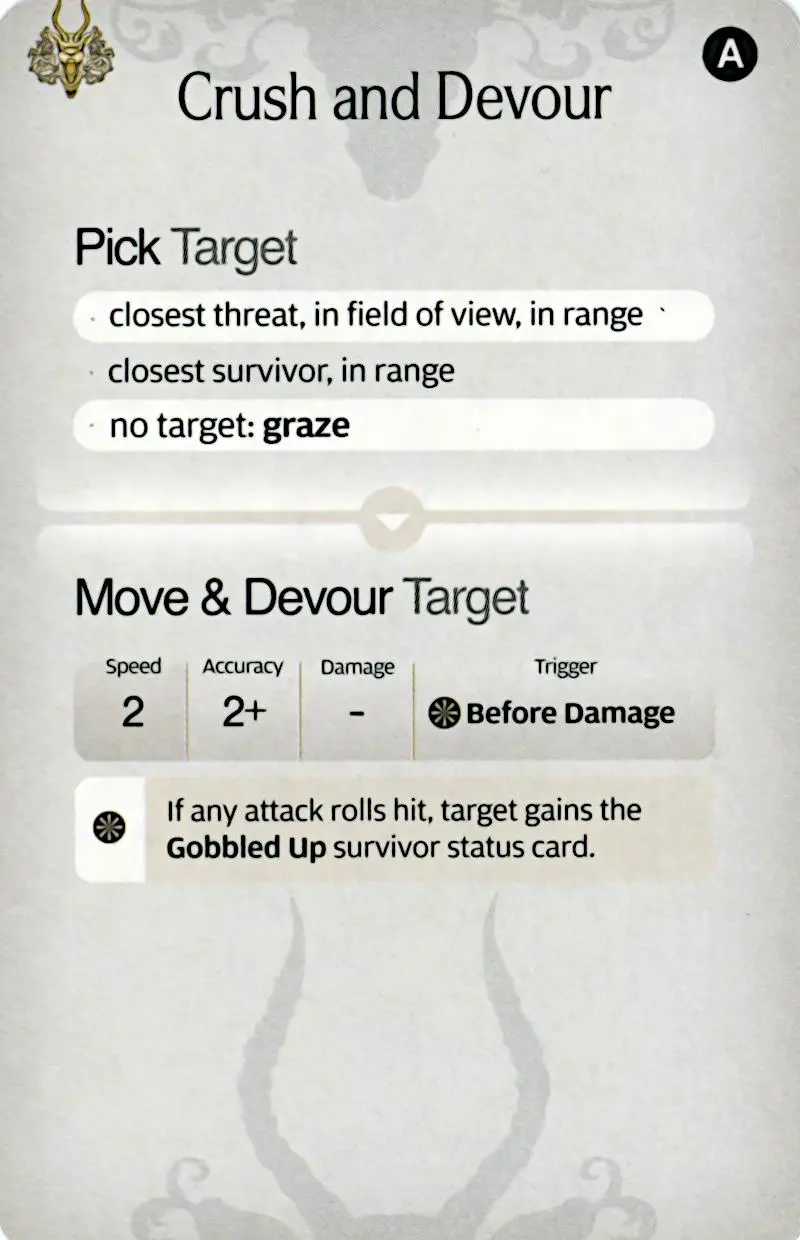 A
Crush and Devour
Pick Target
· closest threat, in field of view, in range
· closest survivor, in range
· no target: graze
Move & Devour Target
Speed Accuracy Damage Trigger
2 2+ - Before Damage
If any attack rolls hit, target gains the
Gobbled Up survivor status card.